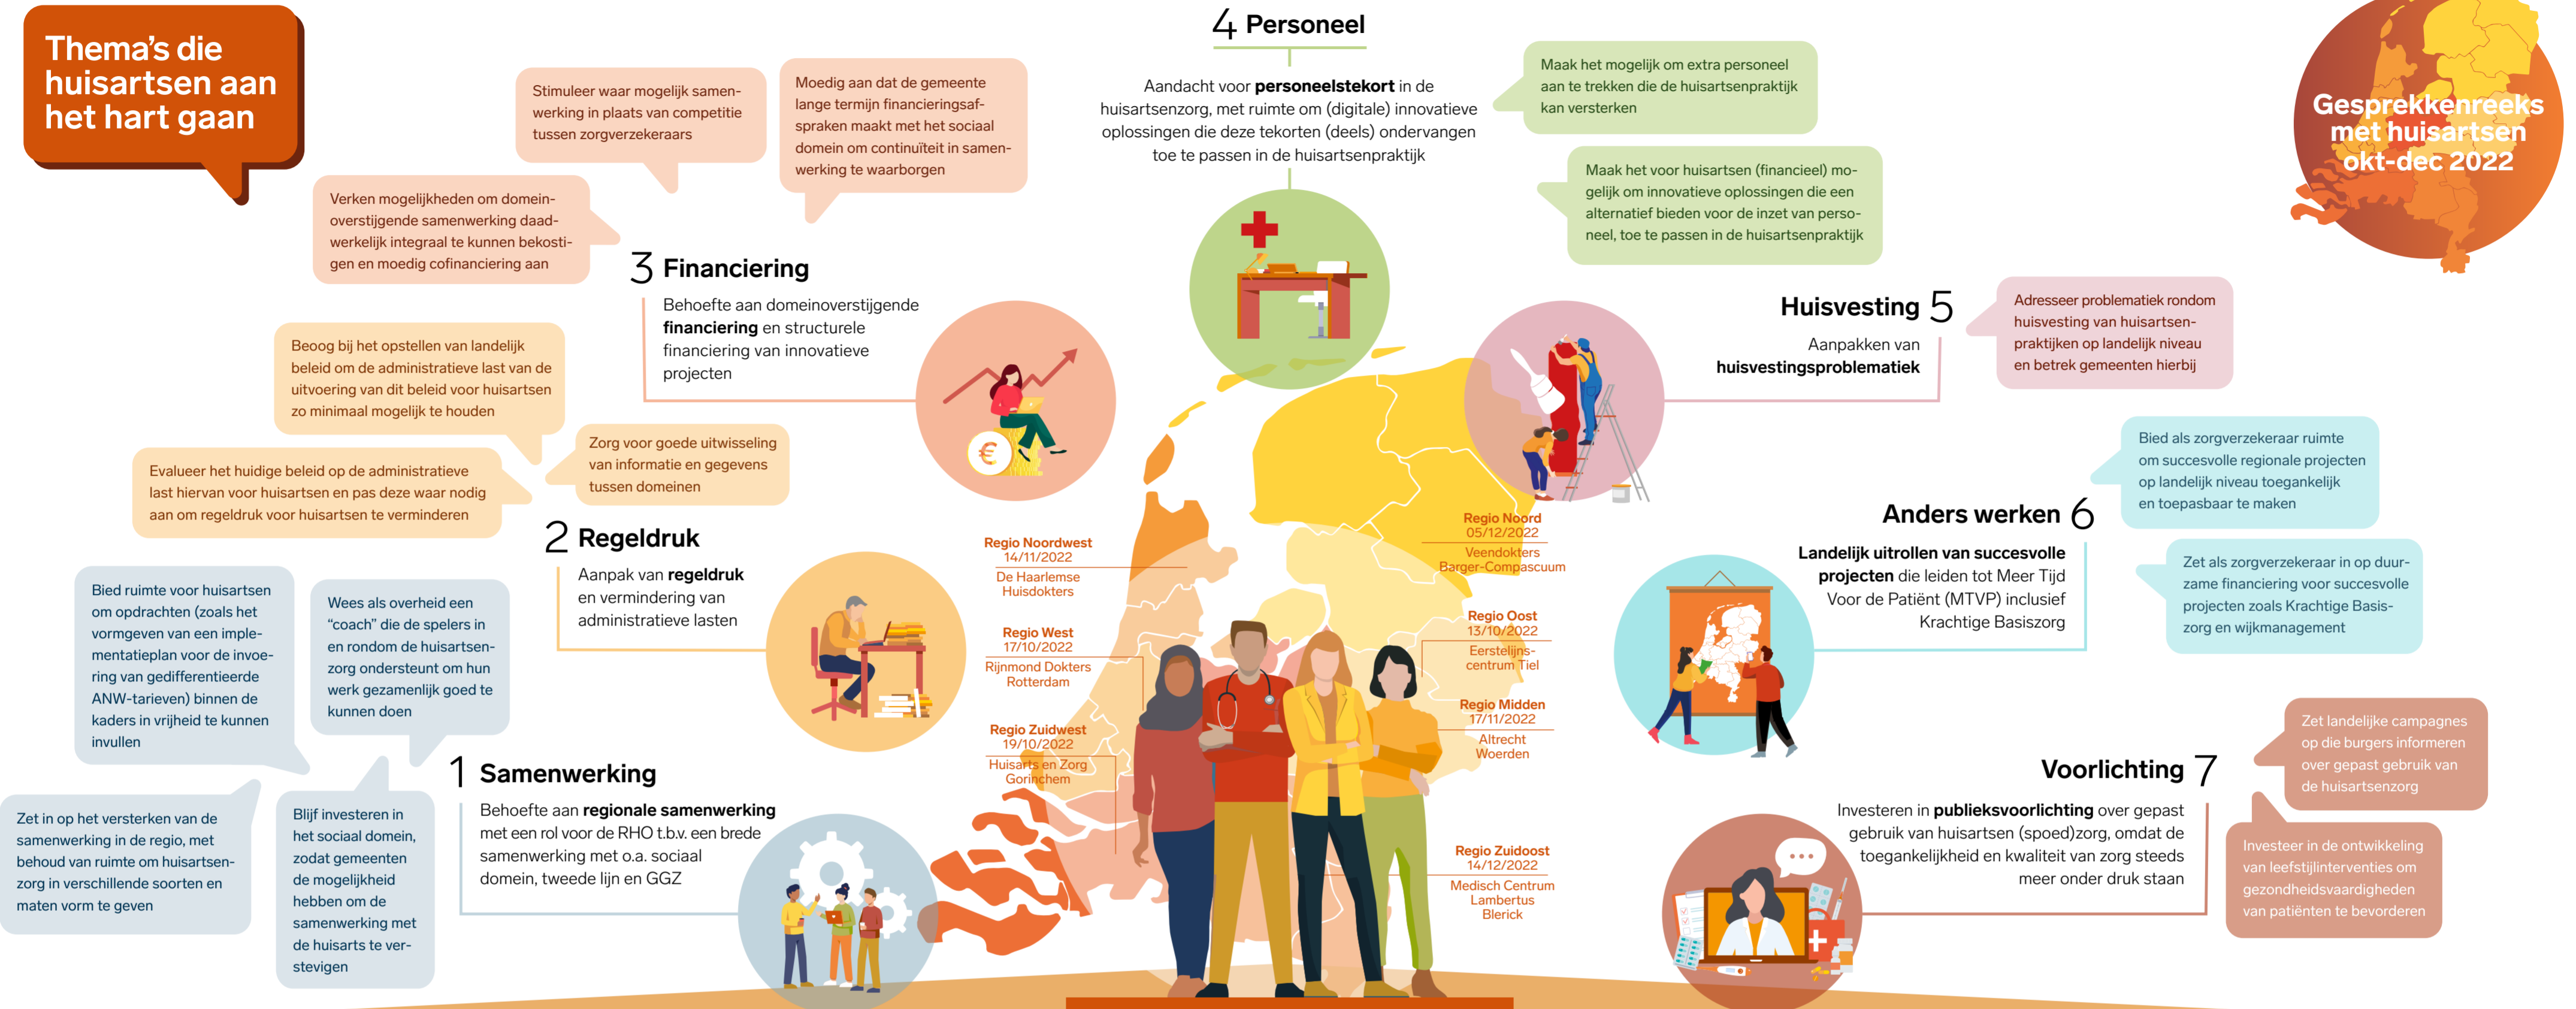 Thema's die
huisartsen aan
het hart gaan
Gesprekkenreeks
met huisartsen
okt-dec 2022
1 Samenwerking
Behoefte aan regionale samenwerking
met een rol voor de RHO t.b.v. een brede
samenwerking met o.a. sociaal
domein, tweede lijn en GGZ
Zet in op het versterken van de
samenwerking in de regio, met
behoud van ruimte om huisartsen-
zorg in verschillende soorten en
maten vorm te geven
Bied ruimte voor huisartsen
om opdrachten (zoals het
vormgeven van een imple-
mentatieplan voor de invoe-
ring van gedifferentieerde
ANW-tarieven) binnen de
kaders in vrijheid te kunnen
invullen
Blijf investeren in
het sociaal domein,
zodat gemeenten
de mogelijkheid
hebben om de
samenwerking met
de huisarts te ver-
stevigen
Wees als overheid een
“coach” die de spelers in
en rondom de huisartsen-
zorg ondersteunt om hun
werk gezamenlijk goed te
kunnen doen
2 Regeldruk
Aanpak van regeldruk
en vermindering van
administratieve lasten
Evalueer het huidige beleid op de administratieve
last hiervan voor huisartsen en pas deze waar nodig
aan om regeldruk voor huisartsen te verminderen
Beoog bij het opstellen van landelijk
beleid om de administratieve last van de
uitvoering van dit beleid voor huisartsen
zo minimaal mogelijk te houden
Zorg voor goede uitwisseling
van informatie en gegevens
tussen domeinen
3 Financiering
Behoefte aan domeinoverstijgende
financiering en structurele
financiering van innovatieve
projecten
Verken mogelijkheden om domein-
overstijgende samenwerking daad-
werkelijk integraal te kunnen bekosti-
gen en moedig cofinanciering aan
Stimuleer waar mogelijk samen-
werking in plaats van competitie
tussen zorgverzekeraars
Moedig aan dat de gemeente
lange termijn financieringsaf-
spraken maakt met het sociaal
domein om continuïteit in samen-
werking te waarborgen
€
4 Personeel
Aandacht voor personeelstekort in de
huisartsenzorg, met ruimte om (digitale) innovatieve
oplossingen die deze tekorten (deels) ondervangen
toe te passen in de huisartsenpraktijk
Maak het mogelijk om extra personeel
aan te trekken die de huisartsenpraktijk
kan versterken
Maak het voor huisartsen (financieel) mo-
gelijk om innovatieve oplossingen die een
alternatief bieden voor de inzet van perso-
neel, toe te passen in de huisartsenpraktijk
Huisvesting 5
Aanpakken van
huisvestingsproblematiek
Adresseer problematiek rondom
huisvesting van huisartsen-
praktijken op landelijk niveau
en betrek gemeenten hierbij
Anders werken 6
Landelijk uitrollen van succesvolle
projecten die leiden tot Meer Tijd
Voor de Patiënt (MTVP) inclusief
Krachtige Basiszorg
Bied als zorgverzekeraar ruimte
om succesvolle regionale projecten
op landelijk niveau toegankelijk
en toepasbaar te maken
Zet als zorgverzekeraar in op duur-
zame financiering voor succesvolle
projecten zoals Krachtige Basis-
zorg en wijkmanagement
Voorlichting 7
Investeren in publieksvoorlichting over gepast
gebruik van huisartsen (spoed)zorg, omdat de
toegankelijkheid en kwaliteit van zorg steeds
meer onder druk staan
Zet landelijke campagnes
op die burgers informeren
over gepast gebruik van
de huisartsenzorg
Investeer in de ontwikkeling
van leefstijlinterventies om
gezondheidsvaardigheden
van patiënten te bevorderen
Regio Noordwest
14/11/2022
De Haarlemse
Huisdokters
Regio West
17/10/2022
Rijnmond Dokters
Rotterdam
Regio Zuidwest
19/10/2022
Huisarts en Zorg
Gorinchem
Regio Noord
05/12/2022
Veendokters
Barger-Compascuum
Regio Oost
13/10/2022
Eerstelijns-
centrum Tiel
Regio Midden
17/11/2022
Altrecht
Woerden
Regio Zuidoost
14/12/2022
Medisch Centrum
Lambertus
Blerick